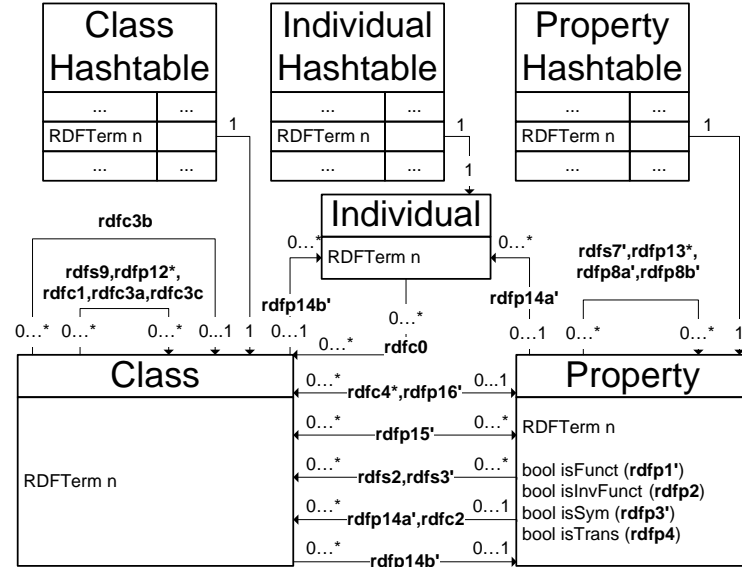 Class
Hashtable
... ...
RDFTerm n
... ...
Individual
Hashtable
... ...
RDFTerm n
... ...
Property
Hashtable
... ...
RDFTerm n
... ...
1
1
1
1
Individual
RDFTerm n
rdfc3b
rdfs9,rdfp12*,
rdfc1,rdfc3a,rdfc3c
0...* 0...* 0...* 0...1 1
0...*
rdfp14b'
0...1
0...*
rdfp14a'
0...1
0...*
rdfc0
0...*
rdfs7',rdfp13*,
rdfp8a',rdfp8b'
0...* 0...* 1
Class
RDFTerm n
0...* rdfc4*,rdfp16' 0...1
0...* rdfp15' 0...*
0...* rdfs2,rdfs3' 0...*
0...* rdfp14a',rdfc2 0...1
0...* rdfp14b' 0...1
Property
RDFTerm n
bool isFunct (rdfp1')
bool isInvFunct (rdfp2)
bool isSym (rdfp3')
bool isTrans (rdfp4)